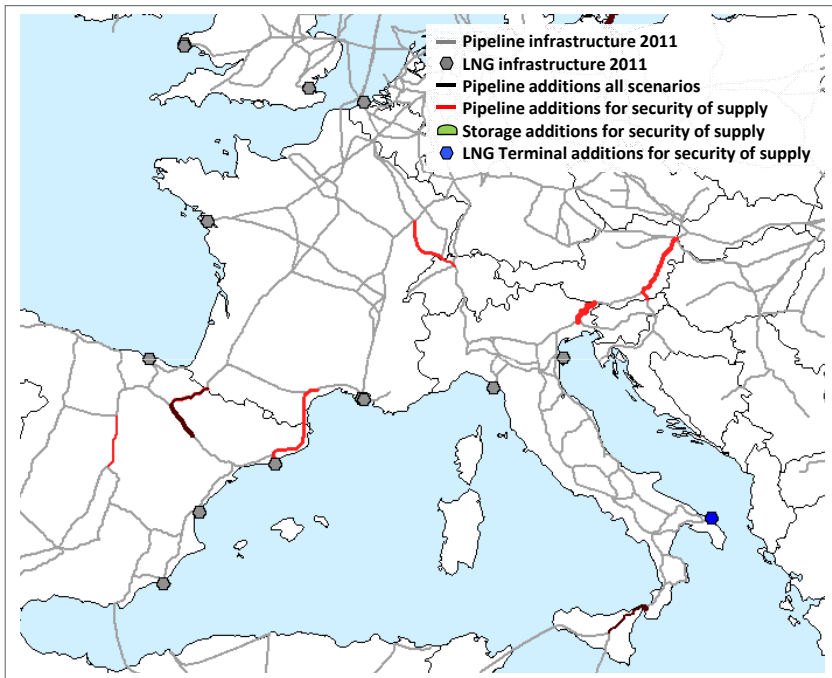 Pipeline infrastructure 2011
LNG infrastructure 2011
Pipeline additions all scenarios
Pipeline additions for security of supply
Storage additions for security of supply
LNG Terminal additions for security of supply